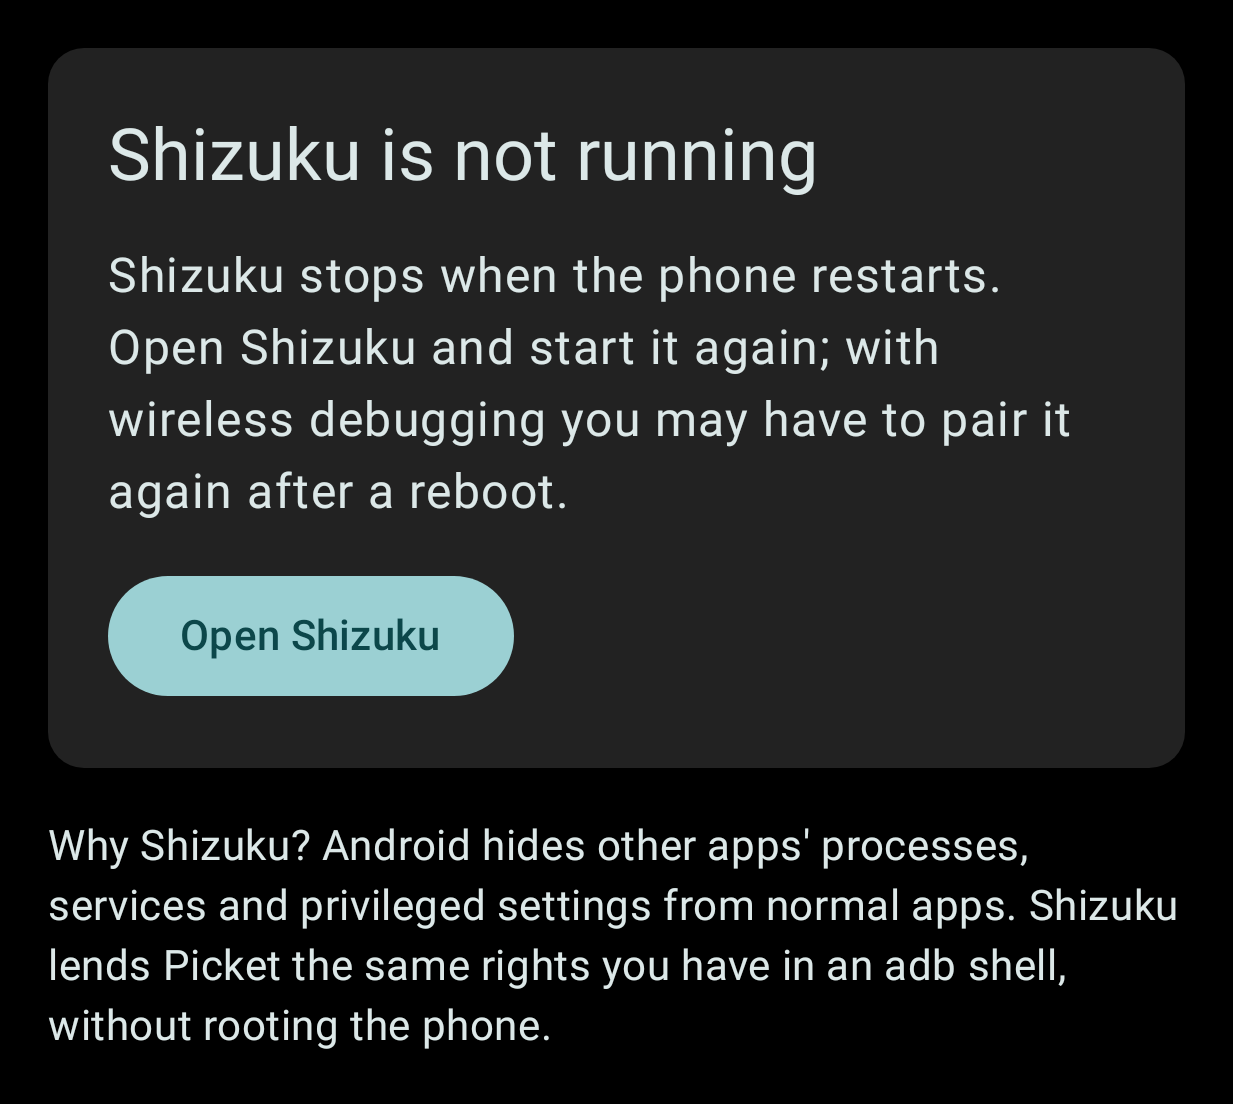 Shizuku is not running
Shizuku stops when the phone restarts.
Open Shizuku and start it again; with
wireless debugging you may have to pair it
again after a reboot.
Open Shizuku
Why Shizuku? Android hides other apps' processes,
services and privileged settings from normal apps. Shizuku
lends Picket the same rights you have in an adb shell,
without rooting the phone.